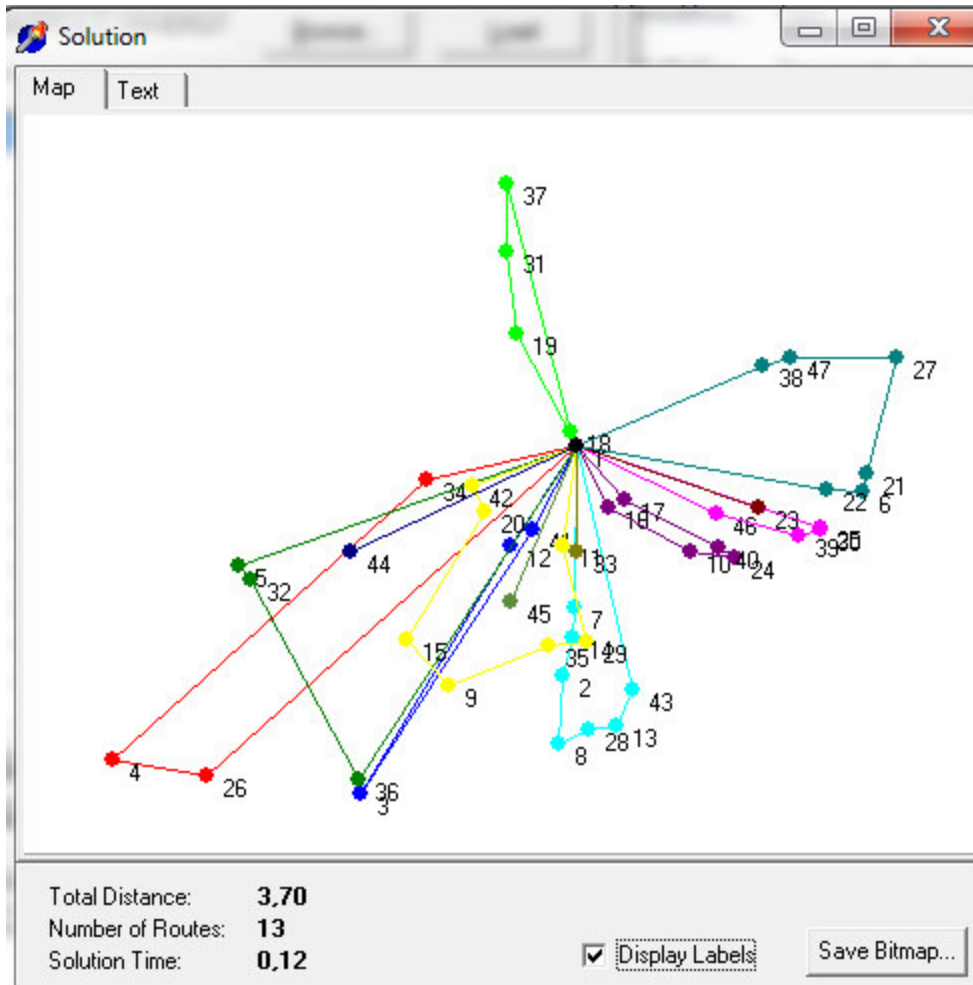 Solution
Map Text
37
31
19
38 47 27
18
1
34 42 22 6 21
20 17 46 23
16 39
5 44 12 41 11 33 10 40 24
32
45 7
15 35 14 29
9 2 43
8 28 13
4 26 36
3
Total Distance: 3,70
Number of Routes: 13
Solution Time: 0,12
Display Labels
Save Bitmap...